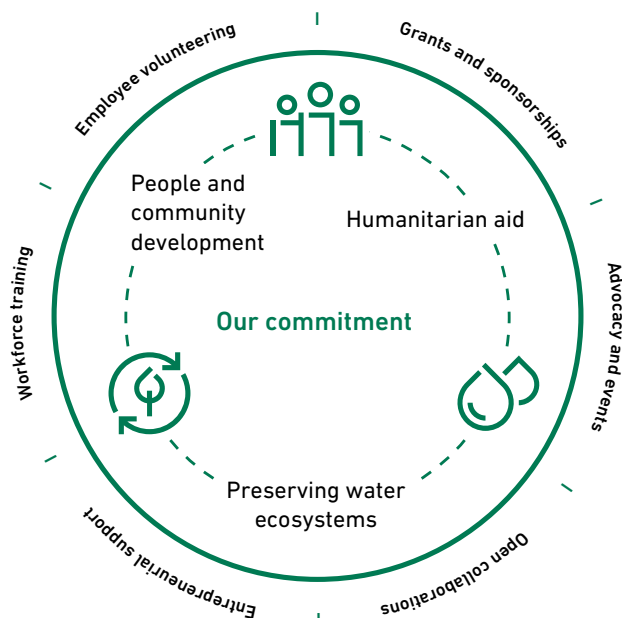 Employee volunteering
Grants and sponsorships
People and
community
development
Humanitarian aid
Workforce training
Our commitment
Advocacy and events
Preserving water
ecosystems
Entrepreneurial support
Open collaborations